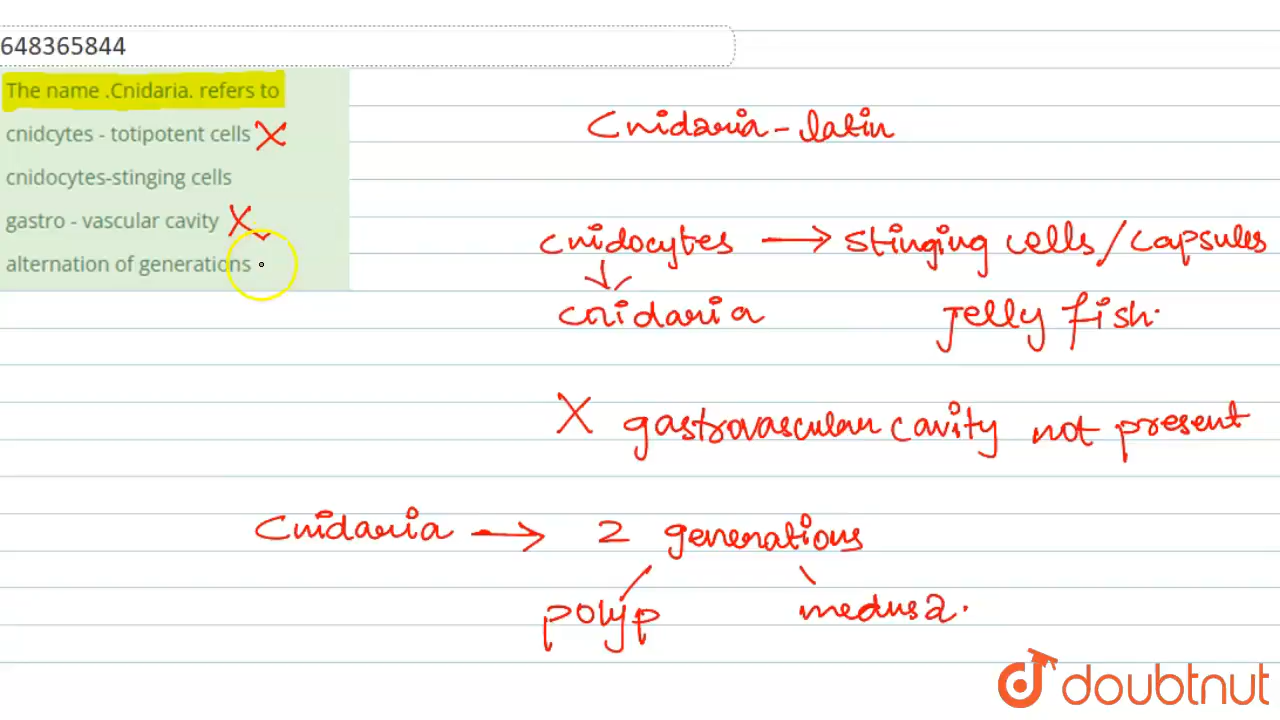 648365844
The name .Cnidaria. refers to
cnidcytes - totipotent cells X
cnidocytes-stinging cells
gastro - vascular cavity X
alternation of generations
Cnidaria - latin
cnidocytes → stinging cells/capsules
cnidaria
Jelly fish.
X gastrovascular cavity not present
Cnidaria → 2 generations
polyp
medusa.
doubtnut